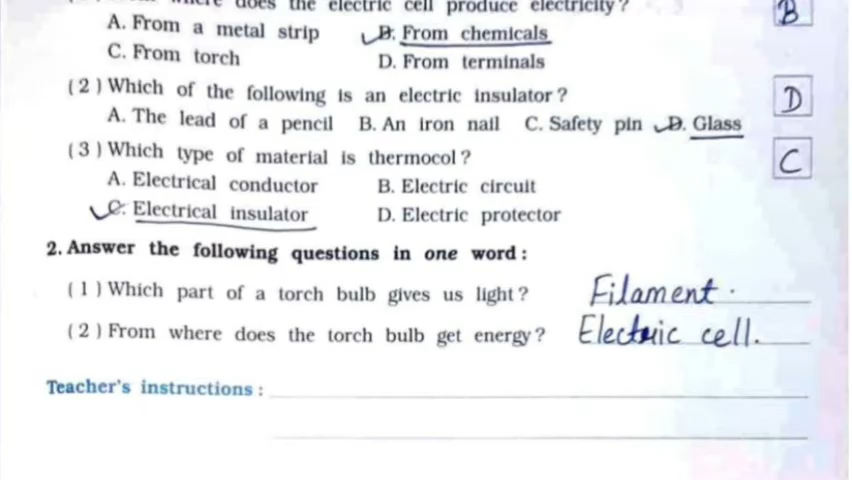 where does the electric cell produce electricity?
B
A. From a metal strip B. From chemicals
C. From torch D. From terminals
(2) Which of the following is an electric insulator?
D
A. The lead of a pencil B. An iron nail C. Safety pin D. Glass
(3) Which type of material is thermocol?
C
A. Electrical conductor B. Electric circuit
C. Electrical insulator D. Electric protector
2. Answer the following questions in one word:
(1) Which part of a torch bulb gives us light? Filament.
(2) From where does the torch bulb get energy? Electric cell.
Teacher's instructions: